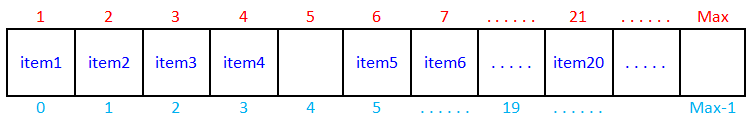 1 2 3 4 5 6 7 . . . . . . 21 . . . . . . Max
item1 item2 item3 item4 item5 item6 . . . . . item20 . . . . .
0 1 2 3 4 5 . . . . . . 19 . . . . . . Max-1